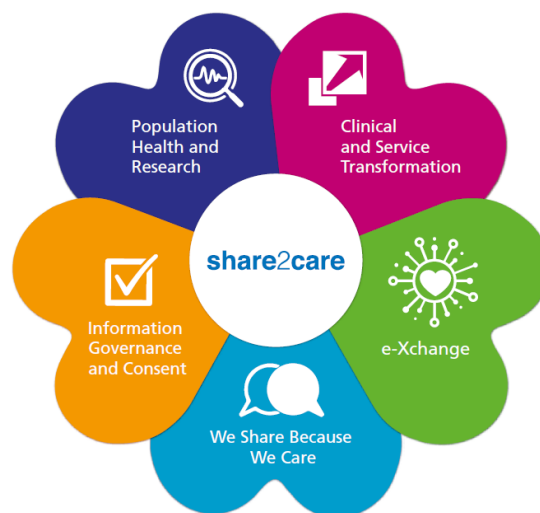 Population
Health and
Research
Clinical
and Service
Transformation
share2care
Information
Governance
and Consent
e-Xchange
We Share Because
We Care